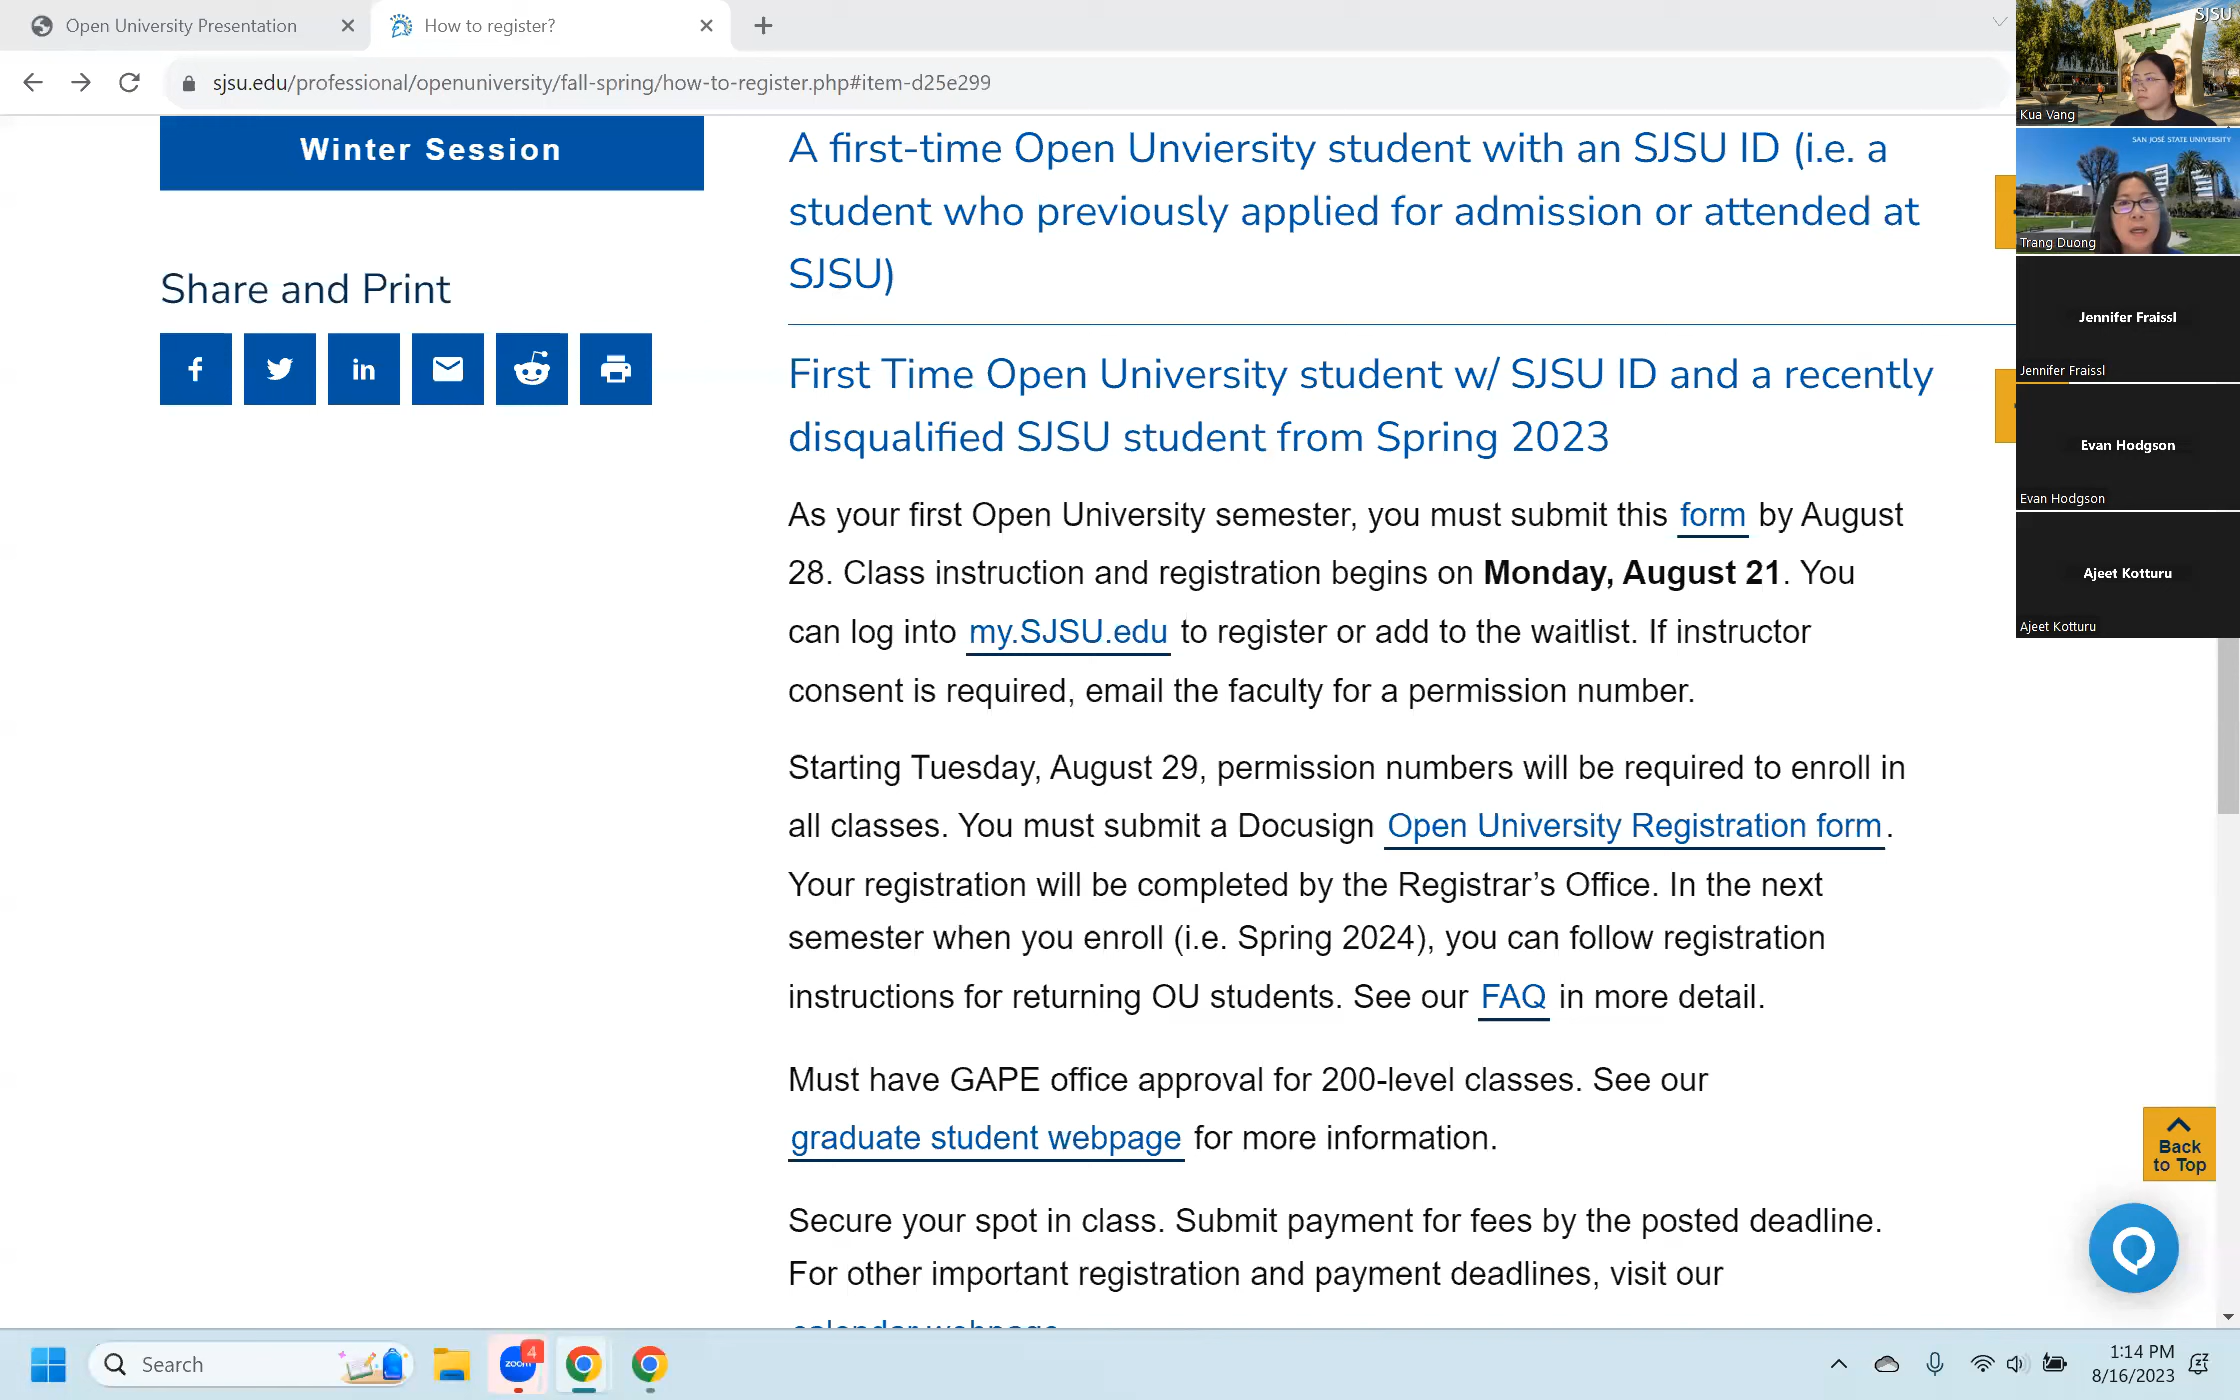 Open University Presentation
How to register?
sjsu.edu/professional/openuniversity/fall-spring/how-to-register.php#item-d25e299
Winter Session
Share and Print
A first-time Open Unviersity student with an SJSU ID (i.e. a
student who previously applied for admission or attended at
SJSU)
First Time Open University student w/ SJSU ID and a recently
disqualified SJSU student from Spring 2023
As your first Open University semester, you must submit this form by August
28. Class instruction and registration begins on Monday, August 21. You
can log into my.SJSU.edu to register or add to the waitlist. If instructor
consent is required, email the faculty for a permission number.
Starting Tuesday, August 29, permission numbers will be required to enroll in
all classes. You must submit a Docusign Open University Registration form.
Your registration will be completed by the Registrar’s Office. In the next
semester when you enroll (i.e. Spring 2024), you can follow registration
instructions for returning OU students. See our FAQ in more detail.
Must have GAPE office approval for 200-level classes. See our
graduate student webpage for more information.
Secure your spot in class. Submit payment for fees by the posted deadline.
For other important registration and payment deadlines, visit our
calendar webpage
Back
to Top
SJSU
Kua Vang
SAN JOSÉ STATE UNIVERSITY
Trang Duong
Jennifer Fraissl
Jennifer Fraissl
Evan Hodgson
Evan Hodgson
Ajeet Kotturu
Ajeet Kotturu
Search
zoom
4
1:14 PM
8/16/2023